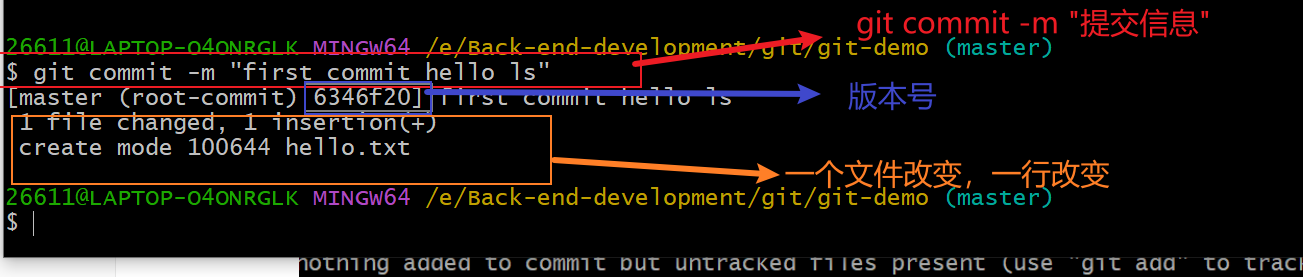 git commit -m "提交信息"
26611@LAPTOP-O4ONRGLK MINGW64 /e/Back-end-development/git/git-demo (master)
$ git commit -m "first commit hello ls"
[master (root-commit) 6346f20] first commit hello ls
版本号
1 file changed, 1 insertion(+)
create mode 100644 hello.txt
一个文件改变，一行改变
26611@LAPTOP-O4ONRGLK MINGW64 /e/Back-end-development/git/git-demo (master)
$
nothing added to commit but untracked files present (use "git add" to trac